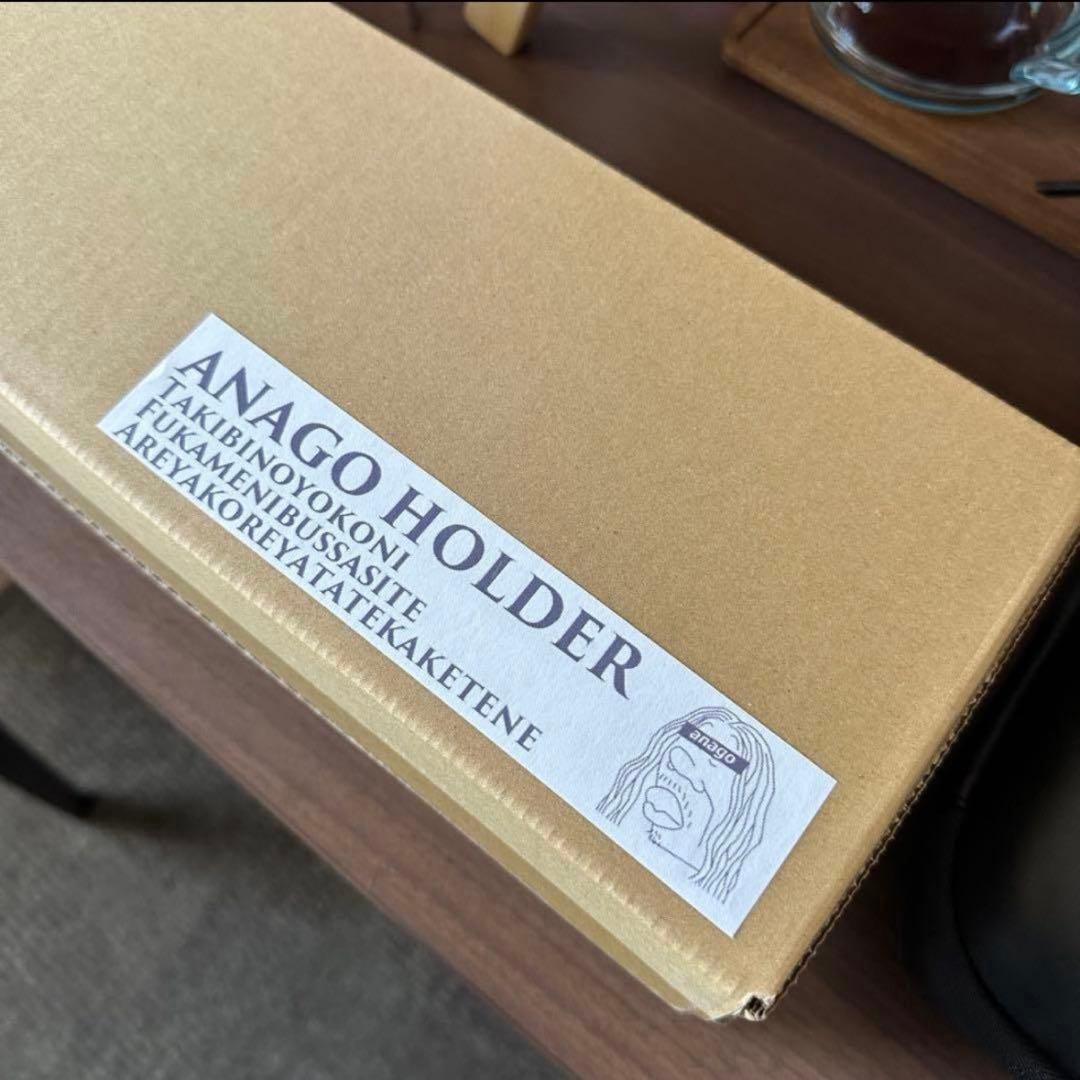 ANAGO HOLDER
TAKIBINOYOKONI
FUKAMENIBUSSASITE
AREYAKOREYATATEKAKETENE
anago